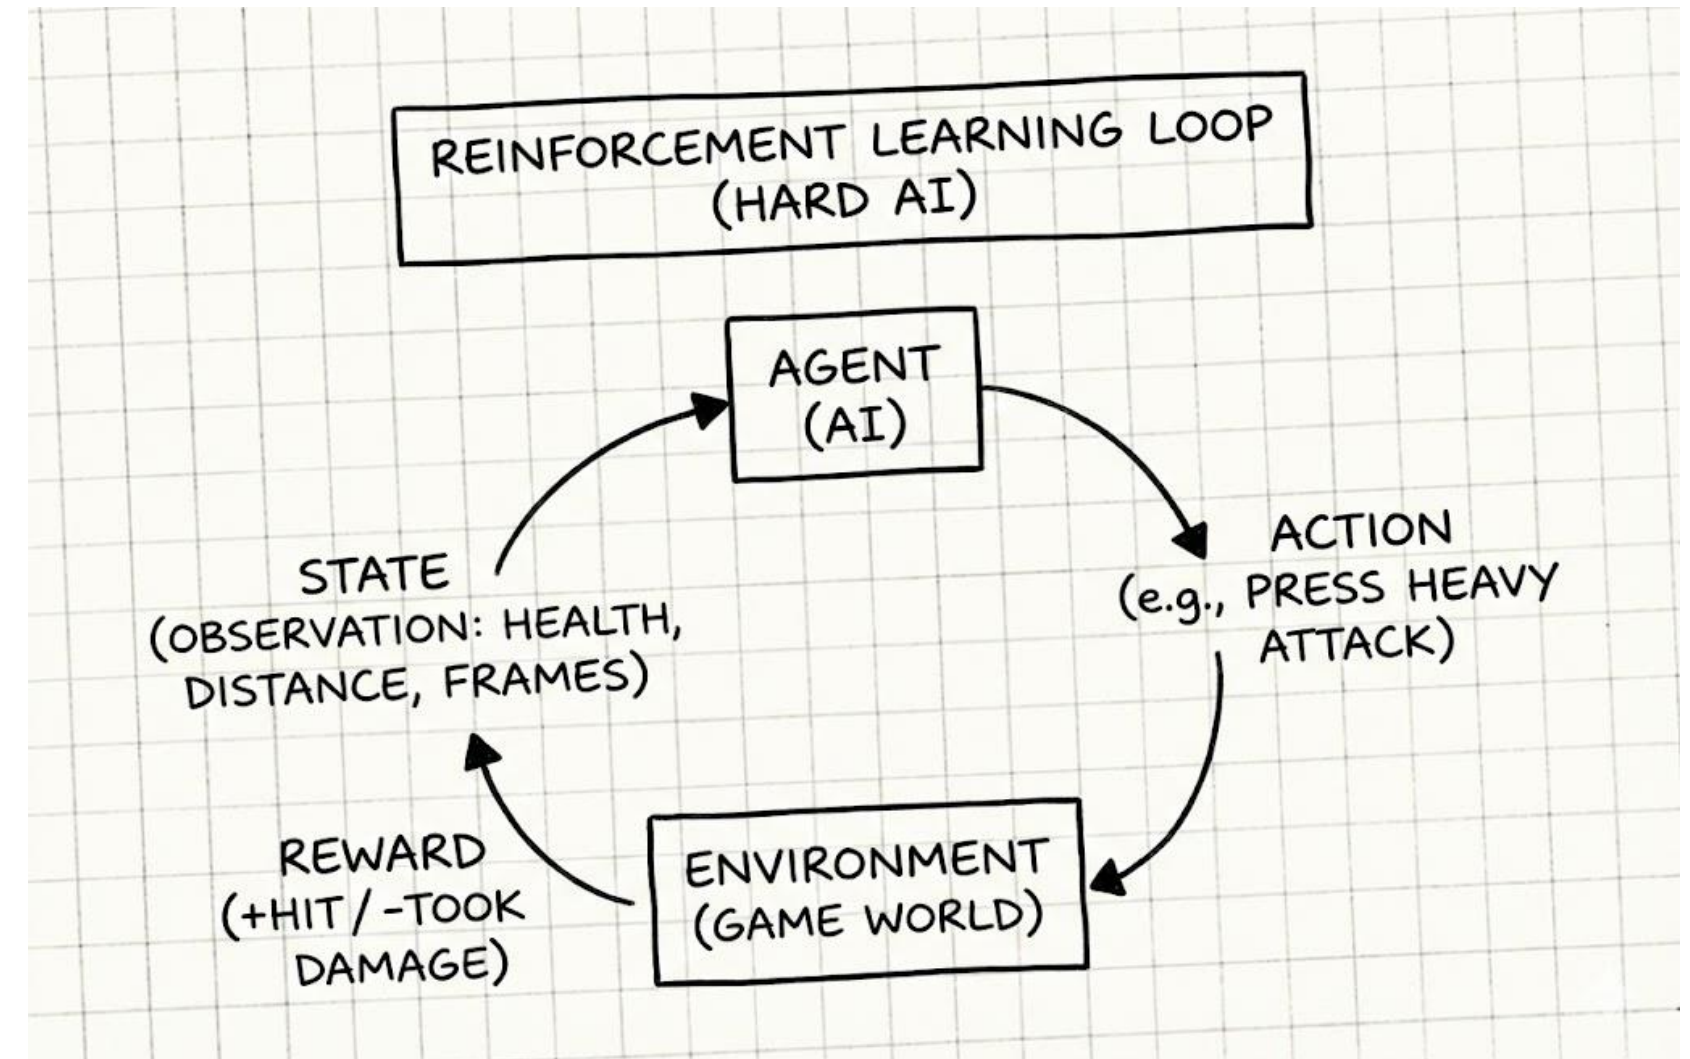 REINFORCEMENT LEARNING LOOP
(HARD AI)
AGENT
(AI)
ACTION
(e.g., PRESS HEAVY
ATTACK)
STATE
(OBSERVATION: HEALTH,
DISTANCE, FRAMES)
REWARD
(+HIT/-TOOK
DAMAGE)
ENVIRONMENT
(GAME WORLD)